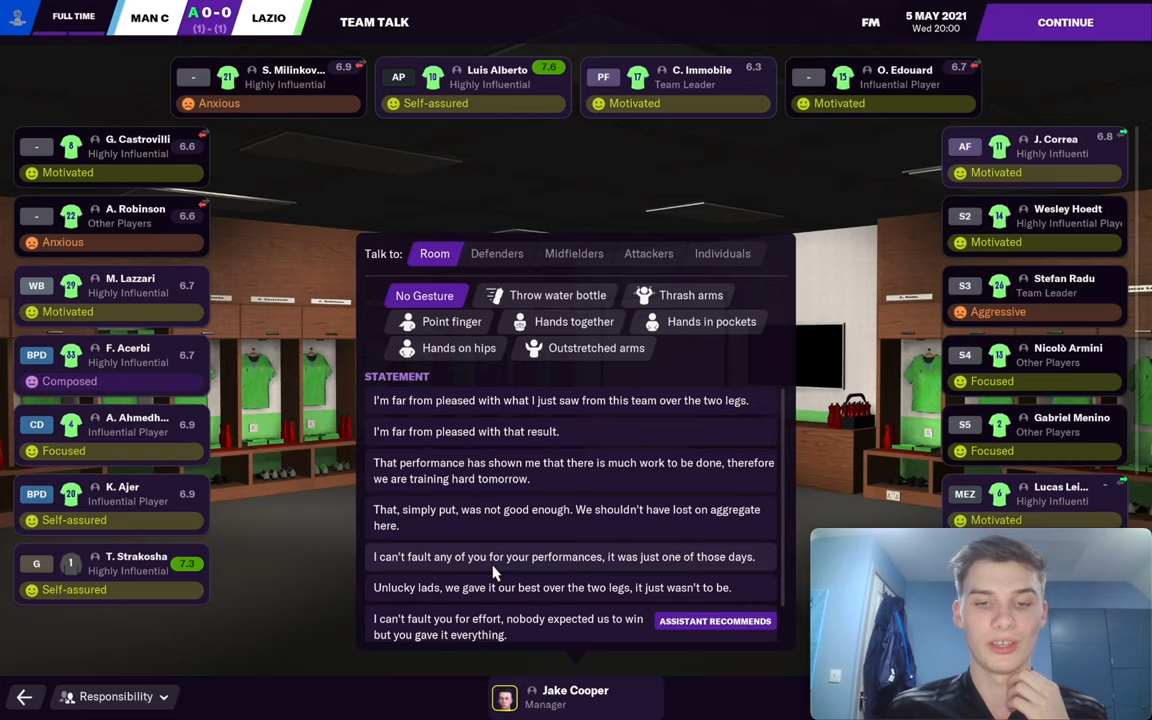 FULL TIME
MAN C
A 0-0
(1) - (1)
LAZIO
TEAM TALK
FM
5 MAY 2021
Wed 20:00
CONTINUE
-
21
S. Milinkov...
6.9
Highly Influential
Anxious
AP
10
Luis Alberto
7.6
Highly Influential
Self-assured
PF
17
C. Immobile
6.3
Team Leader
Motivated
-
15
O. Edouard
6.7
Influential Player
Motivated
-
8
G. Castrovilli
6.6
Highly Influential
Motivated
-
22
A. Robinson
6.6
Other Players
Anxious
WB
29
M. Lazzari
6.7
Highly Influential
Motivated
BPD
33
F. Acerbi
6.7
Highly Influential
Composed
CD
4
A. Ahmedh...
6.9
Influential Player
Focused
BPD
20
K. Ajer
6.9
Influential Player
Self-assured
G
1
T. Strakosha
7.3
Highly Influential
Self-assured
Talk to:
Room
Defenders
Midfielders
Attackers
Individuals
No Gesture
Throw water bottle
Thrash arms
Point finger
Hands together
Hands in pockets
Hands on hips
Outstretched arms
STATEMENT
I'm far from pleased with what I just saw from this team over the two legs.
I'm far from pleased with that result.
That performance has shown me that there is much work to be done, therefore
we are training hard tomorrow.
That, simply put, was not good enough. We shouldn't have lost on aggregate
here.
I can't fault any of you for your performances, it was just one of those days.
Unlucky lads, we gave it our best over the two legs, it just wasn't to be.
I can't fault you for effort, nobody expected us to win
but you gave it everything.
ASSISTANT RECOMMENDS
AF
11
J. Correa
6.8
Highly Influenti
Motivated
S2
14
Wesley Hoedt
Highly Influential Playe
Motivated
S3
26
Stefan Radu
Team Leader
Aggressive
S4
13
Nicolò Armini
Other Players
Focused
S5
2
Gabriel Menino
Other Players
Focused
MEZ
6
Lucas Lei...
-
Highly Influenti
Motivated
Responsibility
Jake Cooper
Manager